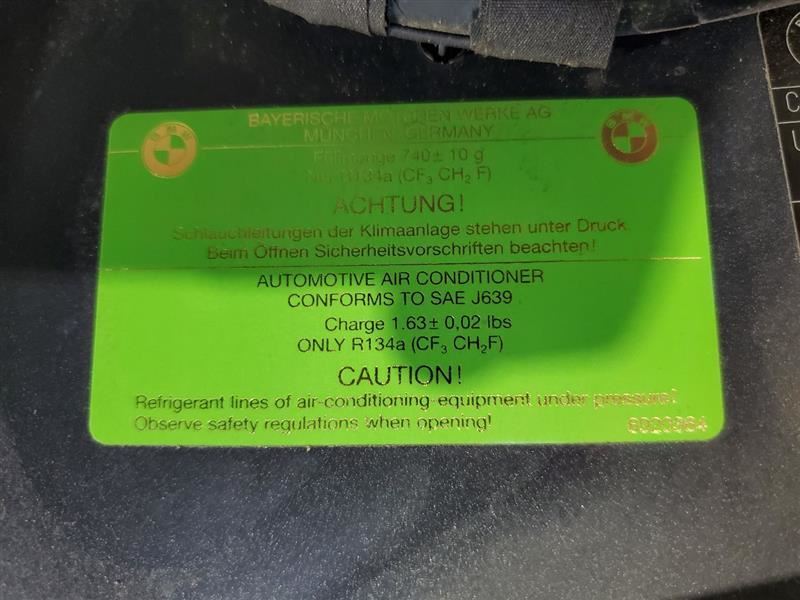 BMW
BMW
BAYERISCHE MOTOREN WERKE AG
MÜNCHEN GERMANY
Füllmenge 740± 10 g
R134a (CF₃ CH₂ F)
ACHTUNG!
Schlauchleitungen der Klimaanlage stehen unter Druck.
Beim Öffnen Sicherheitsvorschriften beachten!
AUTOMOTIVE AIR CONDITIONER
CONFORMS TO SAE J639
Charge 1.63± 0,02 lbs
ONLY R134a (CF₃ CH₂F)
CAUTION!
Refrigerant lines of air-conditioning-equipment under pressure!
Observe safety regulations when opening!